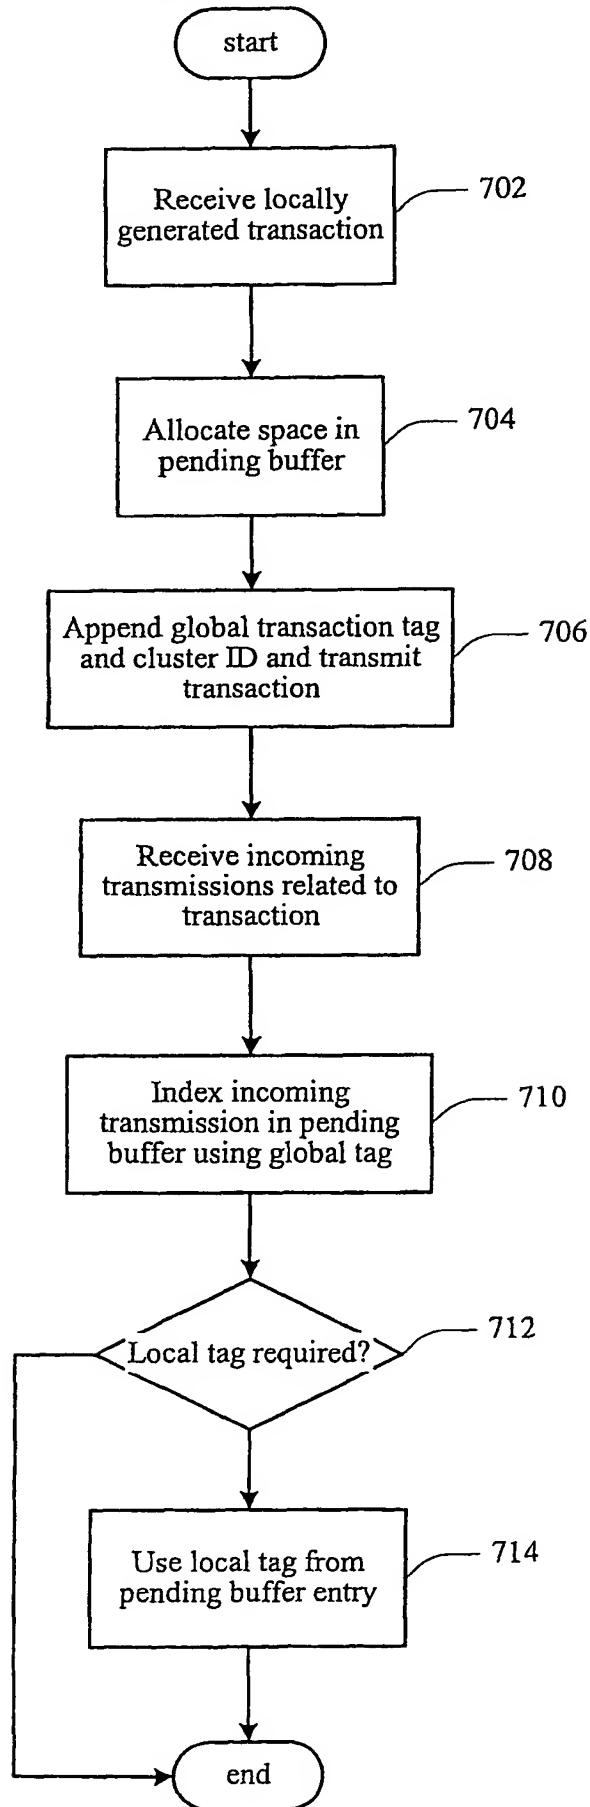 start
Receive locally
generated transaction
702
Allocate space in
pending buffer
704
Append global transaction tag
and cluster ID and transmit
transaction
706
Receive incoming
transmissions related to
transaction
708
Index incoming
transmission in pending
buffer using global tag
710
Local tag required?
712
Use local tag from
pending buffer entry
714
end